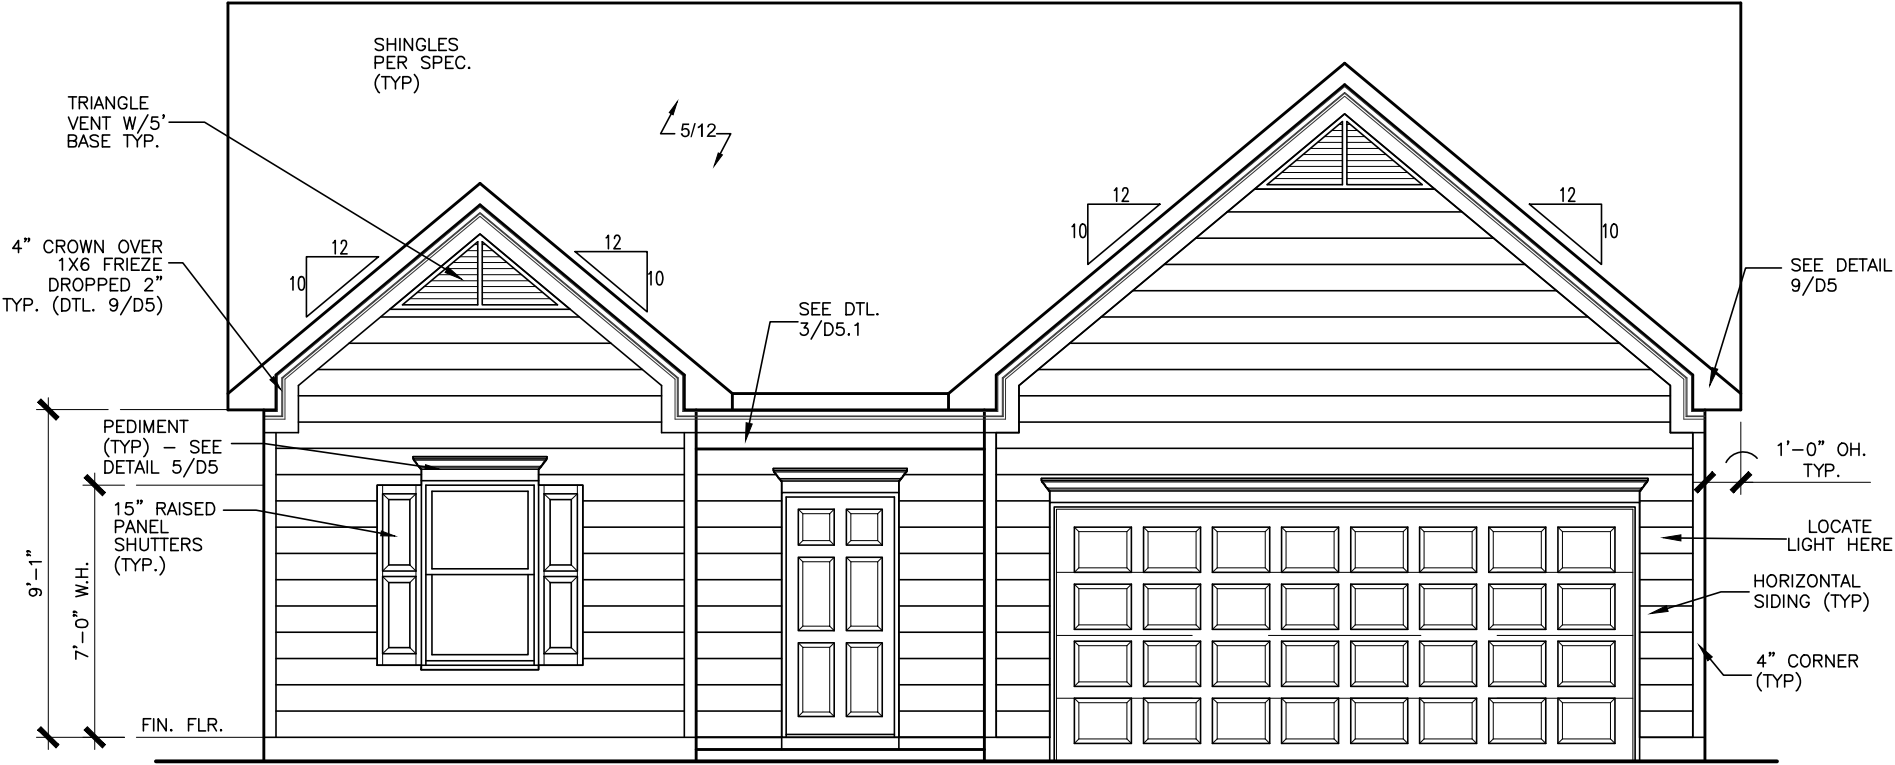 SHINGLES
PER SPEC.
(TYP)
TRIANGLE
VENT W/5'
BASE TYP.
5/12
12
10
12
10
12
10
12
10
4" CROWN OVER
1X6 FRIEZE
DROPPED 2"
TYP. (DTL. 9/D5)
SEE DETAIL
9/D5
SEE DTL.
3/D5.1
PEDIMENT
(TYP) – SEE
DETAIL 5/D5
1'-0" OH.
TYP.
15" RAISED
PANEL
SHUTTERS
(TYP.)
LOCATE
LIGHT HERE
9'-1"
7'-0" W.H.
HORIZONTAL
SIDING (TYP)
4" CORNER
(TYP)
FIN. FLR.